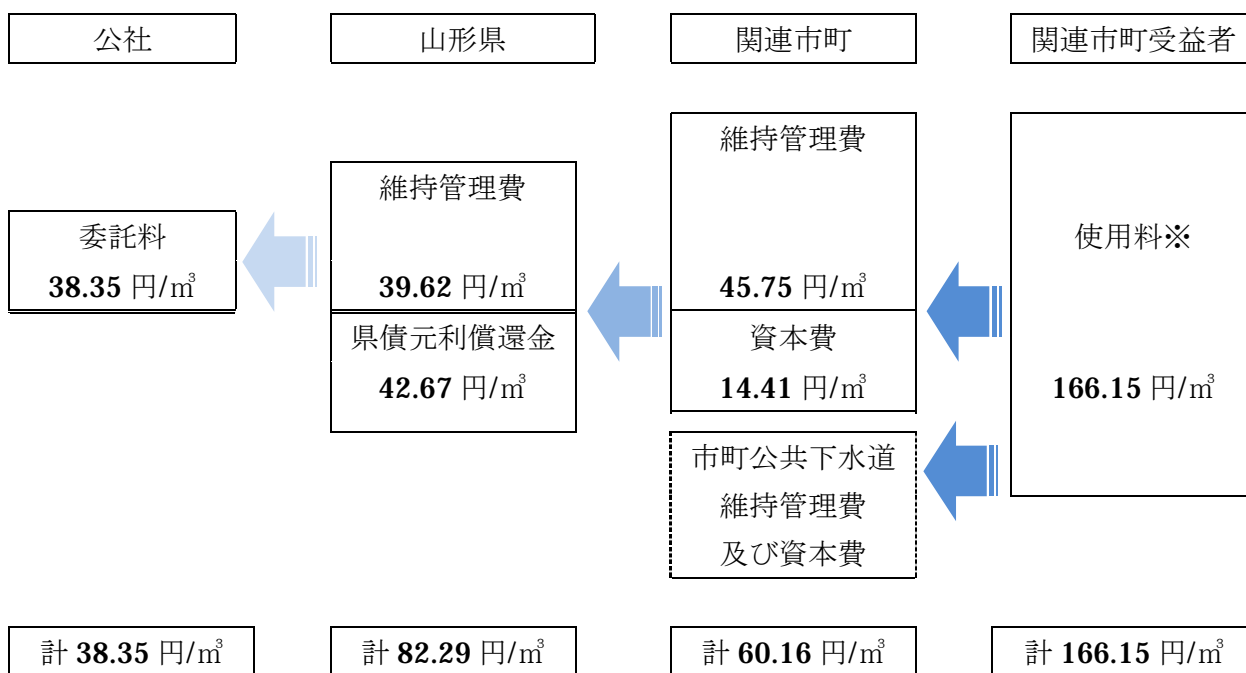 公社
山形県
関連市町
関連市町受益者
委託料
38.35 円/㎥
維持管理費
39.62 円/㎥
県債元利償還金
42.67 円/㎥
維持管理費
45.75 円/㎥
資本費
14.41 円/㎥
市町公共下水道
維持管理費
及び資本費
使用料※
166.15 円/㎥
計 38.35 円/㎥
計 82.29 円/㎥
計 60.16 円/㎥
計 166.15 円/㎥